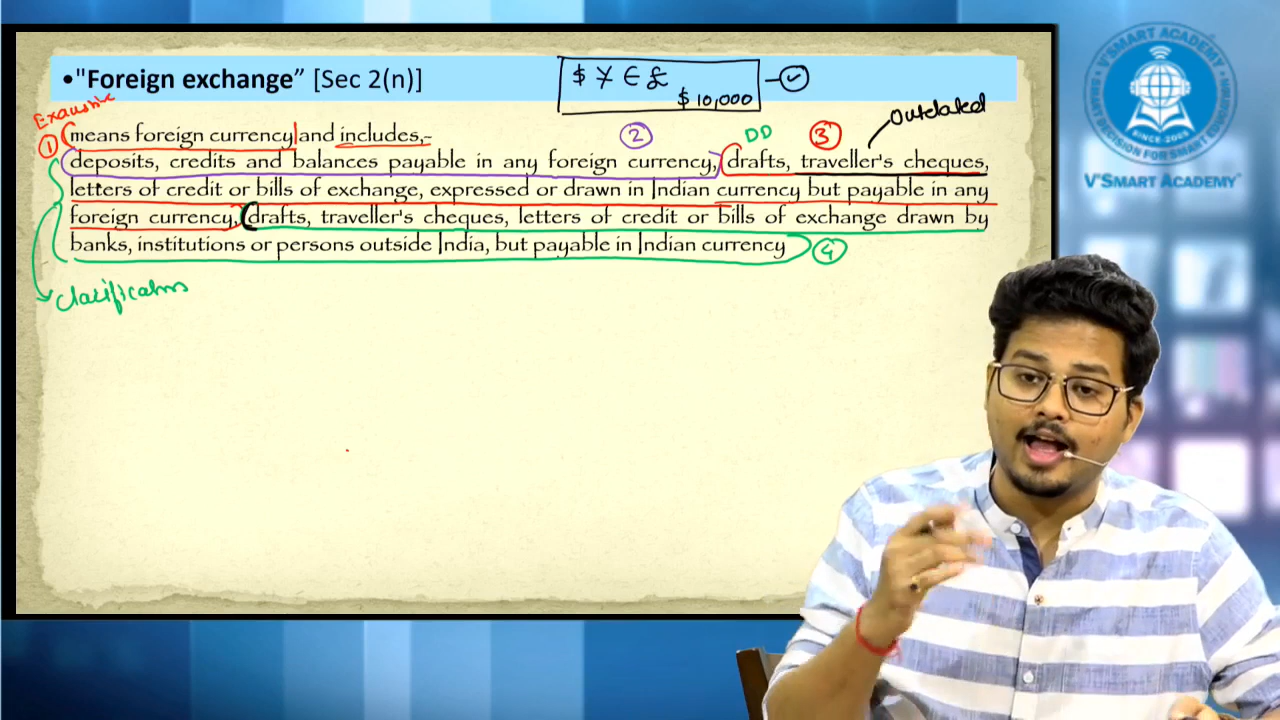 •"Foreign exchange” [Sec 2(n)]
$ ¥ € £
$ 10,000
Exaustive
① means foreign currency and includes,-
② DD ③ Outdated
deposits, credits and balances payable in any foreign currency, drafts, traveller's cheques,
letters of credit or bills of exchange, expressed or drawn in Indian currency but payable in any
foreign currency, drafts, traveller's cheques, letters of credit or bills of exchange drawn by
banks, institutions or persons outside India, but payable in Indian currency ④
V'SMART ACADEMY
SINCE 2005
V'SMART ACADEMY